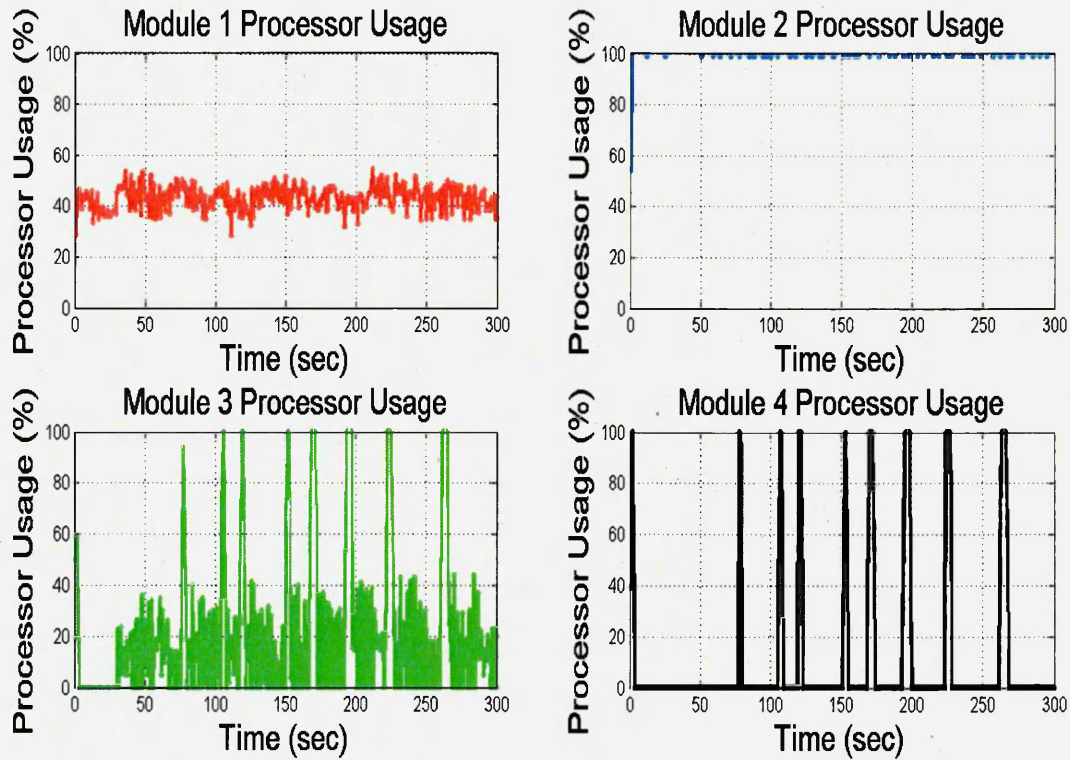 Module 1 Processor Usage
Processor Usage (%)
100
80
60
40
20
0
0 50 100 150 200 250 300
Time (sec)
Module 2 Processor Usage
Processor Usage (%)
100
80
60
40
20
0
0 50 100 150 200 250 300
Time (sec)
Module 3 Processor Usage
Processor Usage (%)
100
80
60
40
20
0
0 50 100 150 200 250 300
Time (sec)
Module 4 Processor Usage
Processor Usage (%)
100
80
60
40
20
0
0 50 100 150 200 250 300
Time (sec)